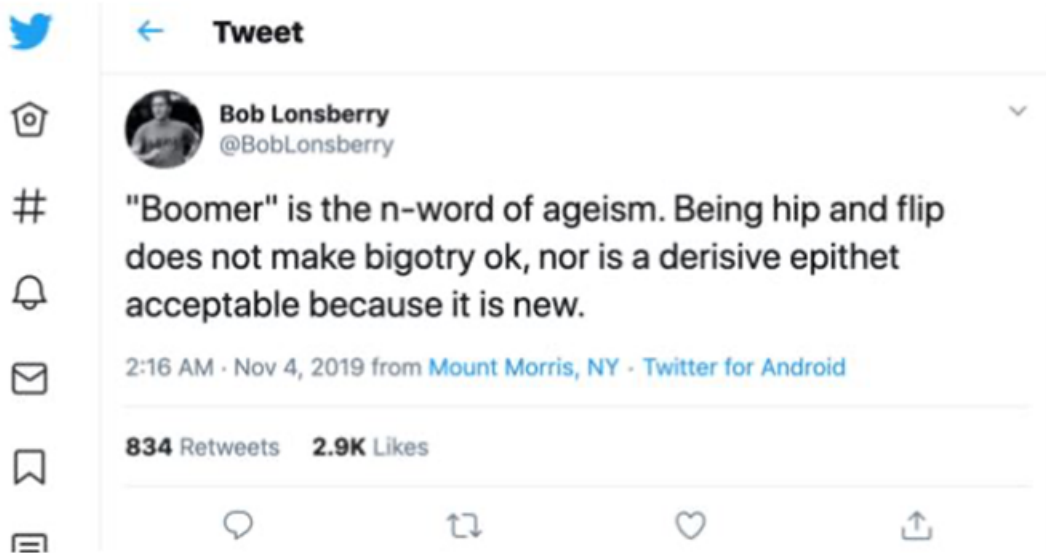 Tweet
Bob Lonsberry
@BobLonsberry
"Boomer" is the n-word of ageism. Being hip and flip
does not make bigotry ok, nor is a derisive epithet
acceptable because it is new.
2:16 AM · Nov 4, 2019 from Mount Morris, NY · Twitter for Android
834 Retweets 2.9K Likes